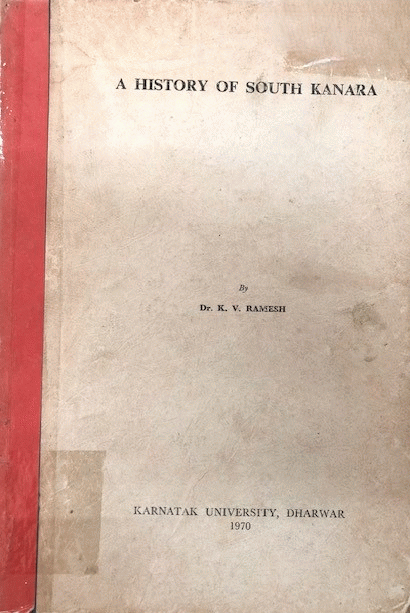 A HISTORY OF SOUTH KANARA
By
Dr. K. V. RAMESH
KARNATAK UNIVERSITY, DHARWAR
1970